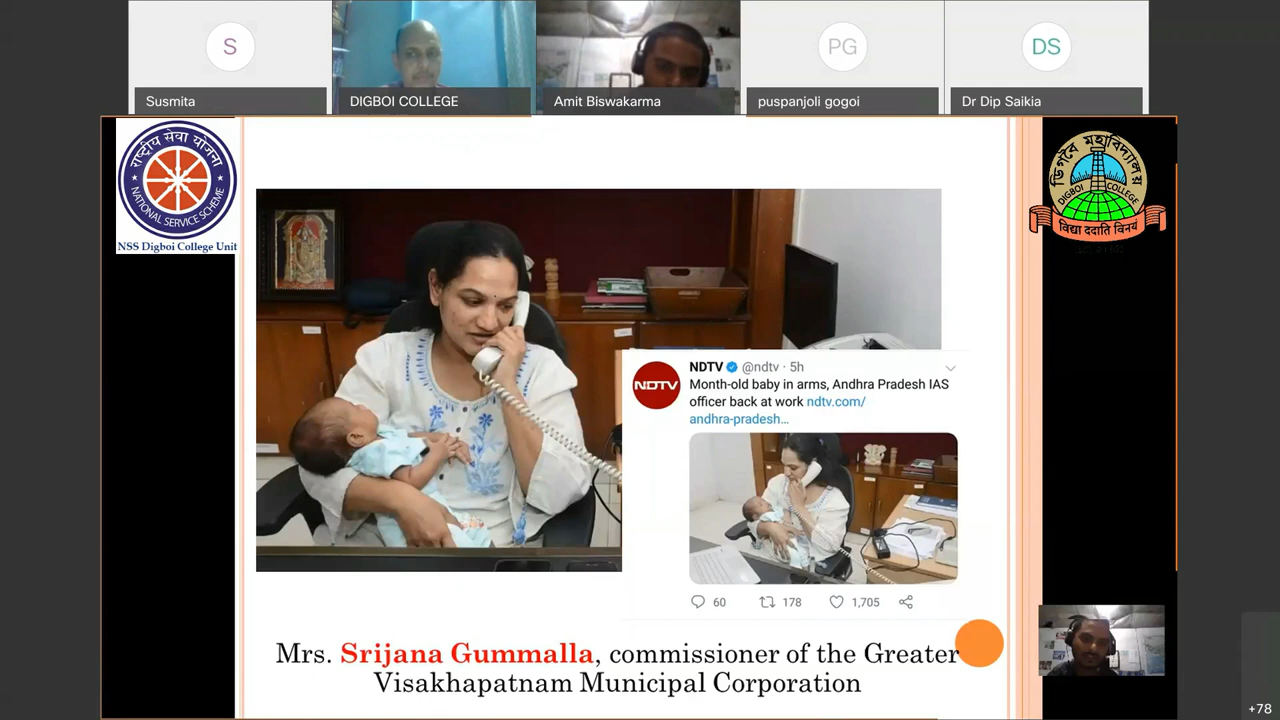 S
PG
DS
Susmita
DIGBOI COLLEGE
Amit Biswakarma
puspanjoli gogoi
Dr Dip Saikia
राष्ट्रीय सेवा योजना
NATIONAL SERVICE SCHEME
NSS Digboi College Unit
ডিগবৈ মহাবিদ্যালয়
DIGBOI COLLEGE
विद्या ददाति विनयं
NDTV
NDTV @ndtv · 5h
Month-old baby in arms, Andhra Pradesh IAS
officer back at work ndtv.com/
andhra-pradesh...
60 178 1,705
Mrs. Srijana Gummalla, commissioner of the Greater
Visakhapatnam Municipal Corporation
+78